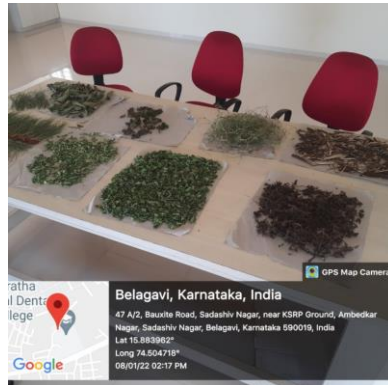 GPS Map Camera
ratha
al Denta
llege
Google
Belagavi, Karnataka, India
47 A/2, Bauxite Road, Sadashiv Nagar, near KSRP Ground, Ambedkar
Nagar, Sadashiv Nagar, Belagavi, Karnataka 590019, India
Lat 15.883962°
Long 74.504718°
08/01/22 02:17 PM